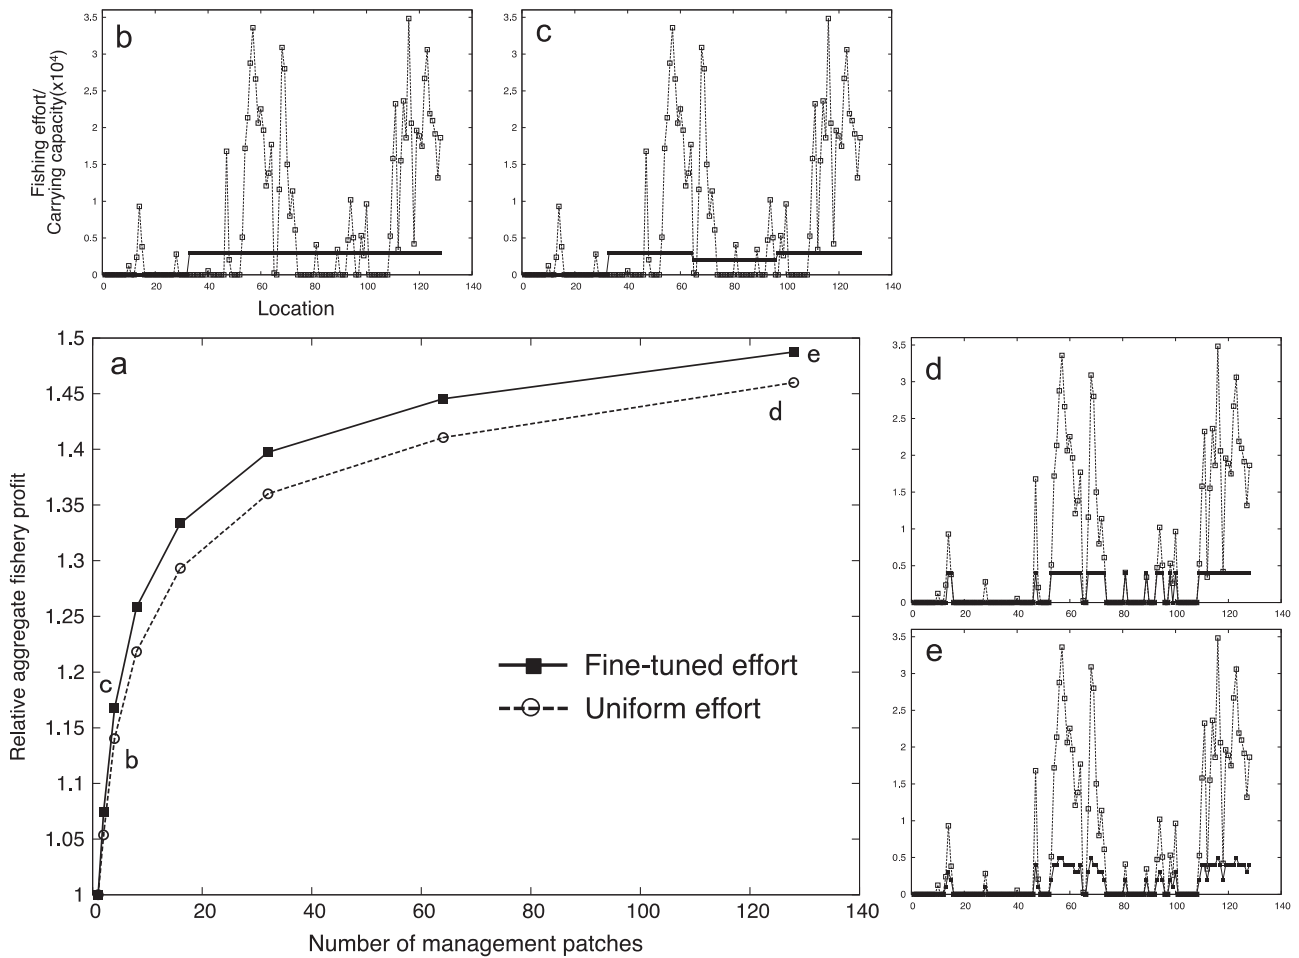 b
3.5
3
2.5
2
1.5
1
0.5
0
0 20 40 60 80 100 120 140
Fishing effort/
Carrying capacity(x10⁴)
Location
c
3.5
3
2.5
2
1.5
1
0.5
0
0 20 40 60 80 100 120 140
a
1.5
1.45
1.4
1.35
1.3
1.25
1.2
1.15
1.1
1.05
1
0 20 40 60 80 100 120 140
Relative aggregate fishery profit
Number of management patches
e
d
c
b
Fine-tuned effort
Uniform effort
d
3.5
3
2.5
2
1.5
1
0.5
0
0 20 40 60 80 100 120 140
e
3.5
3
2.5
2
1.5
1
0.5
0
0 20 40 60 80 100 120 140